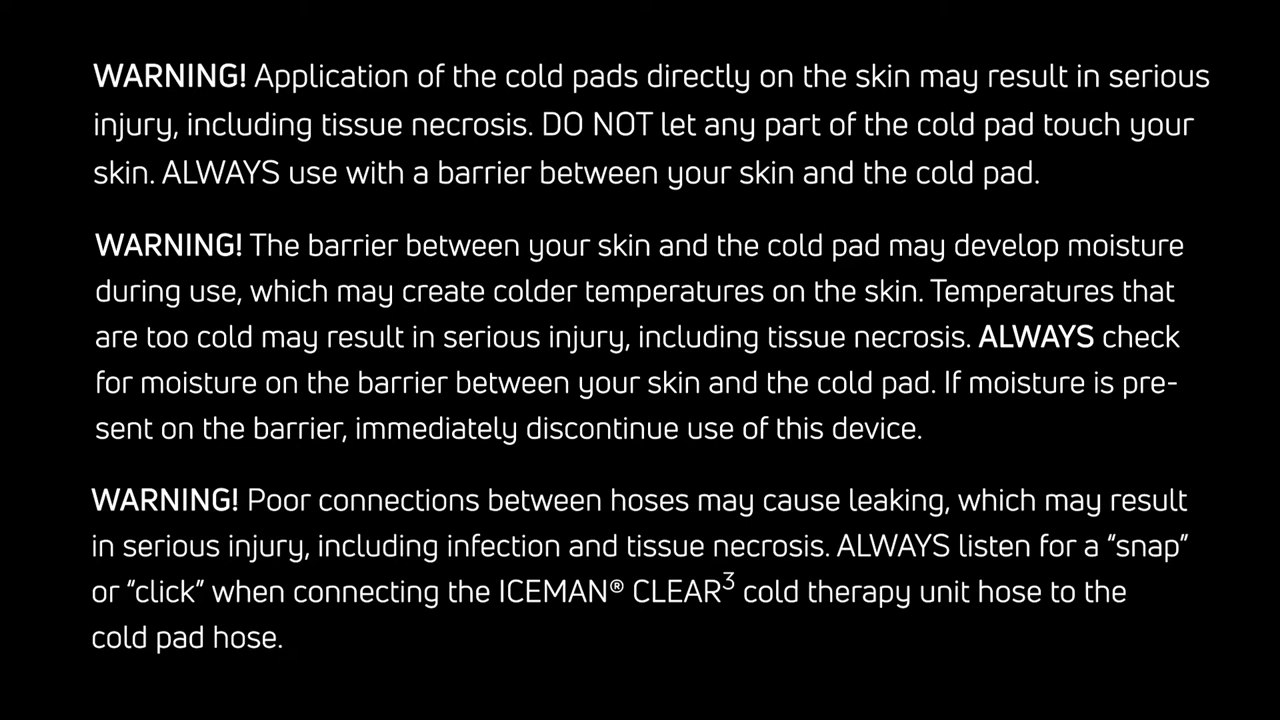 WARNING! Application of the cold pads directly on the skin may result in serious
injury, including tissue necrosis. DO NOT let any part of the cold pad touch your
skin. ALWAYS use with a barrier between your skin and the cold pad.
WARNING! The barrier between your skin and the cold pad may develop moisture
during use, which may create colder temperatures on the skin. Temperatures that
are too cold may result in serious injury, including tissue necrosis. ALWAYS check
for moisture on the barrier between your skin and the cold pad. If moisture is pre-
sent on the barrier, immediately discontinue use of this device.
WARNING! Poor connections between hoses may cause leaking, which may result
in serious injury, including infection and tissue necrosis. ALWAYS listen for a “snap”
or “click” when connecting the ICEMAN® CLEAR³ cold therapy unit hose to the
cold pad hose.